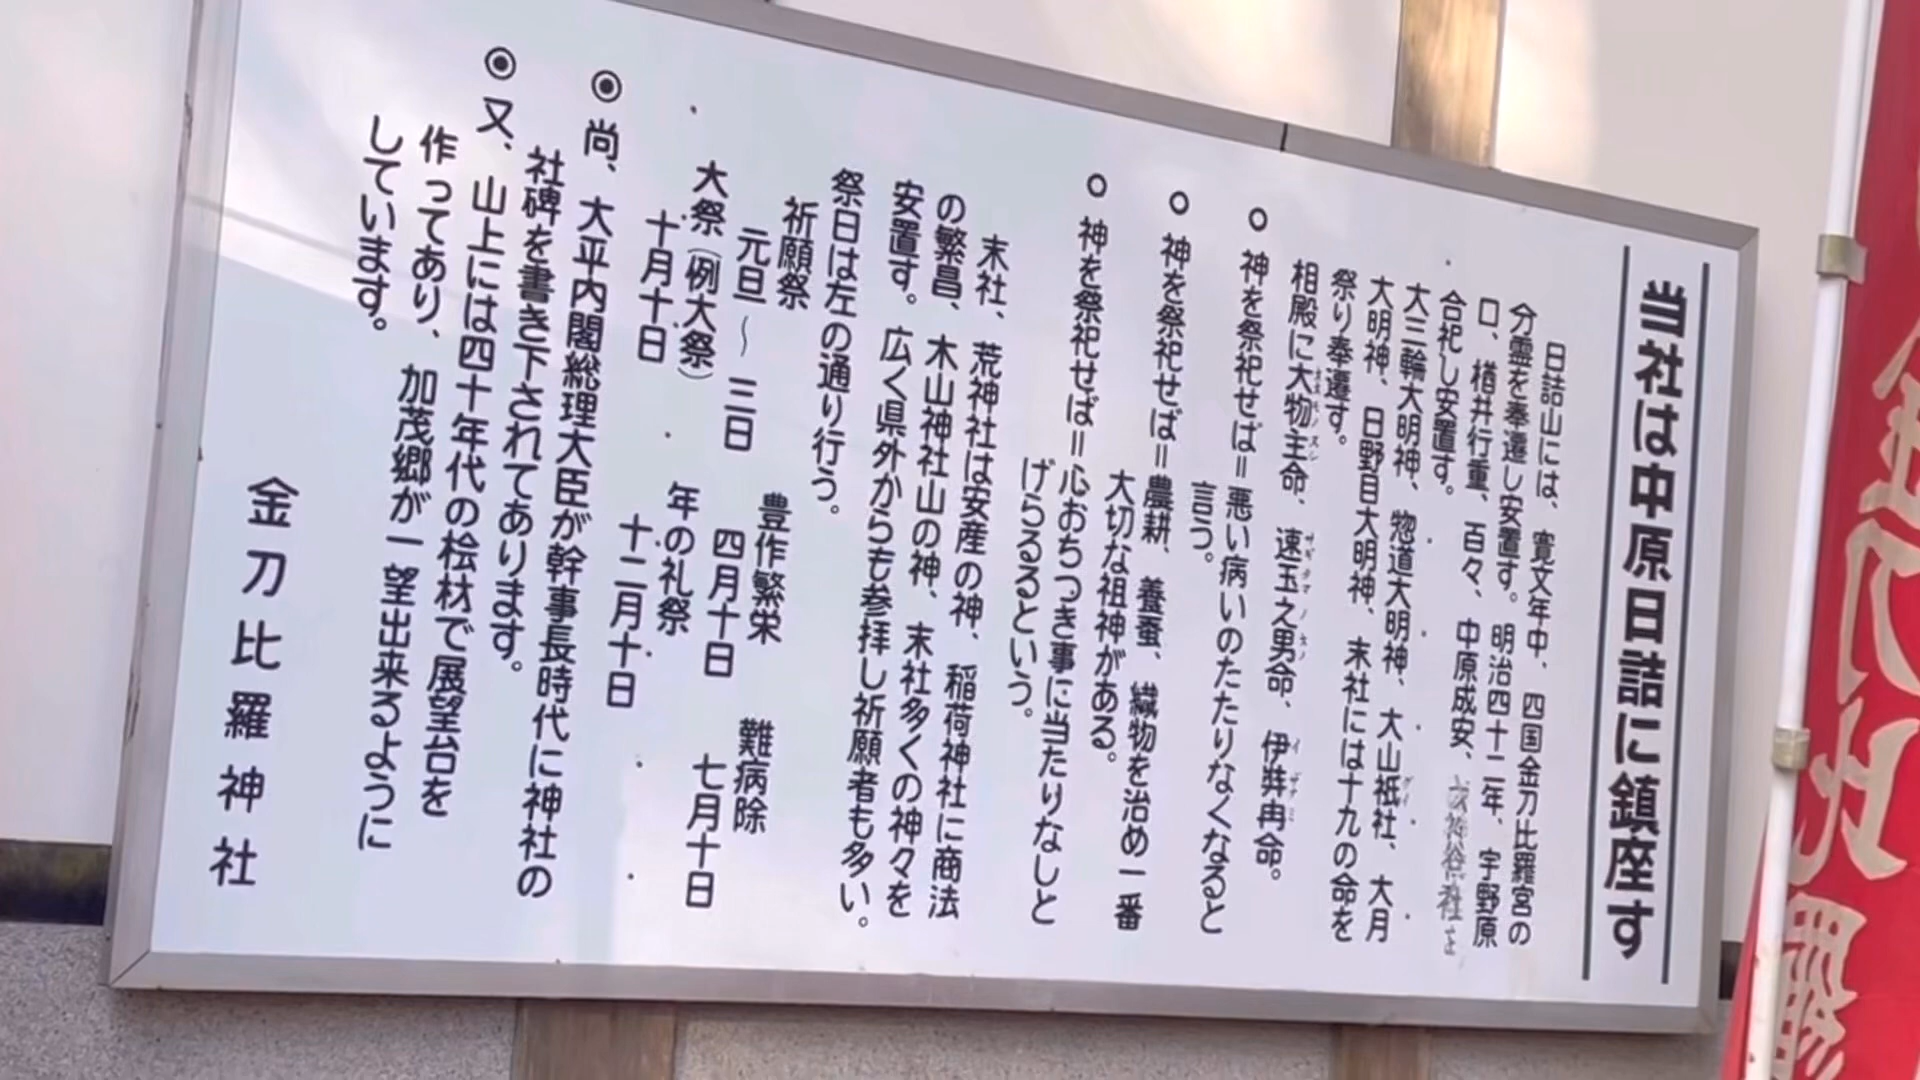 当社は中原日詰に鎮座す
日詰山には、寛文年中、四国金刀比羅宮の
分霊を奉遷し安置す。明治四十二年、宇野原
口、楢井行重、百々、中原成安、
合祀し安置す。
大三輪大明神、惣道大明神、大山祇社、大月
大明神、日野目大明神、末社には十九の命を
祭り奉遷す。
相殿に大物主命、速玉之男命、伊弉冉命。
○ 神を祭祀せば＝悪い病いのたたりなくなると
言う。
○ 神を祭祀せば＝農耕、養蚕、織物を治め一番
大切な祖神がある。
○ 神を祭祀せば＝心おちつき事に当たりなしと
げらるるという。
末社、荒神社は安産の神、稲荷神社に商法
の繁昌、木山神社山の神、末社多くの神々を
安置す。広く県外からも参拝し祈願者も多い。
祭日は左の通り行う。
祈願祭 豊作繁栄 難病除
元旦〜三日 四月十日 七月十日
大祭（例大祭） 年の礼祭
十月十日 十二月十日
◉ 尚、大平内閣総理大臣が幹事長時代に神社の
社碑を書き下されてあります。
◉ 又、山上には四十年代の桧材で展望台を
作ってあり、加茂郷が一望出来るように
しています。
金刀比羅神社
金刀比羅